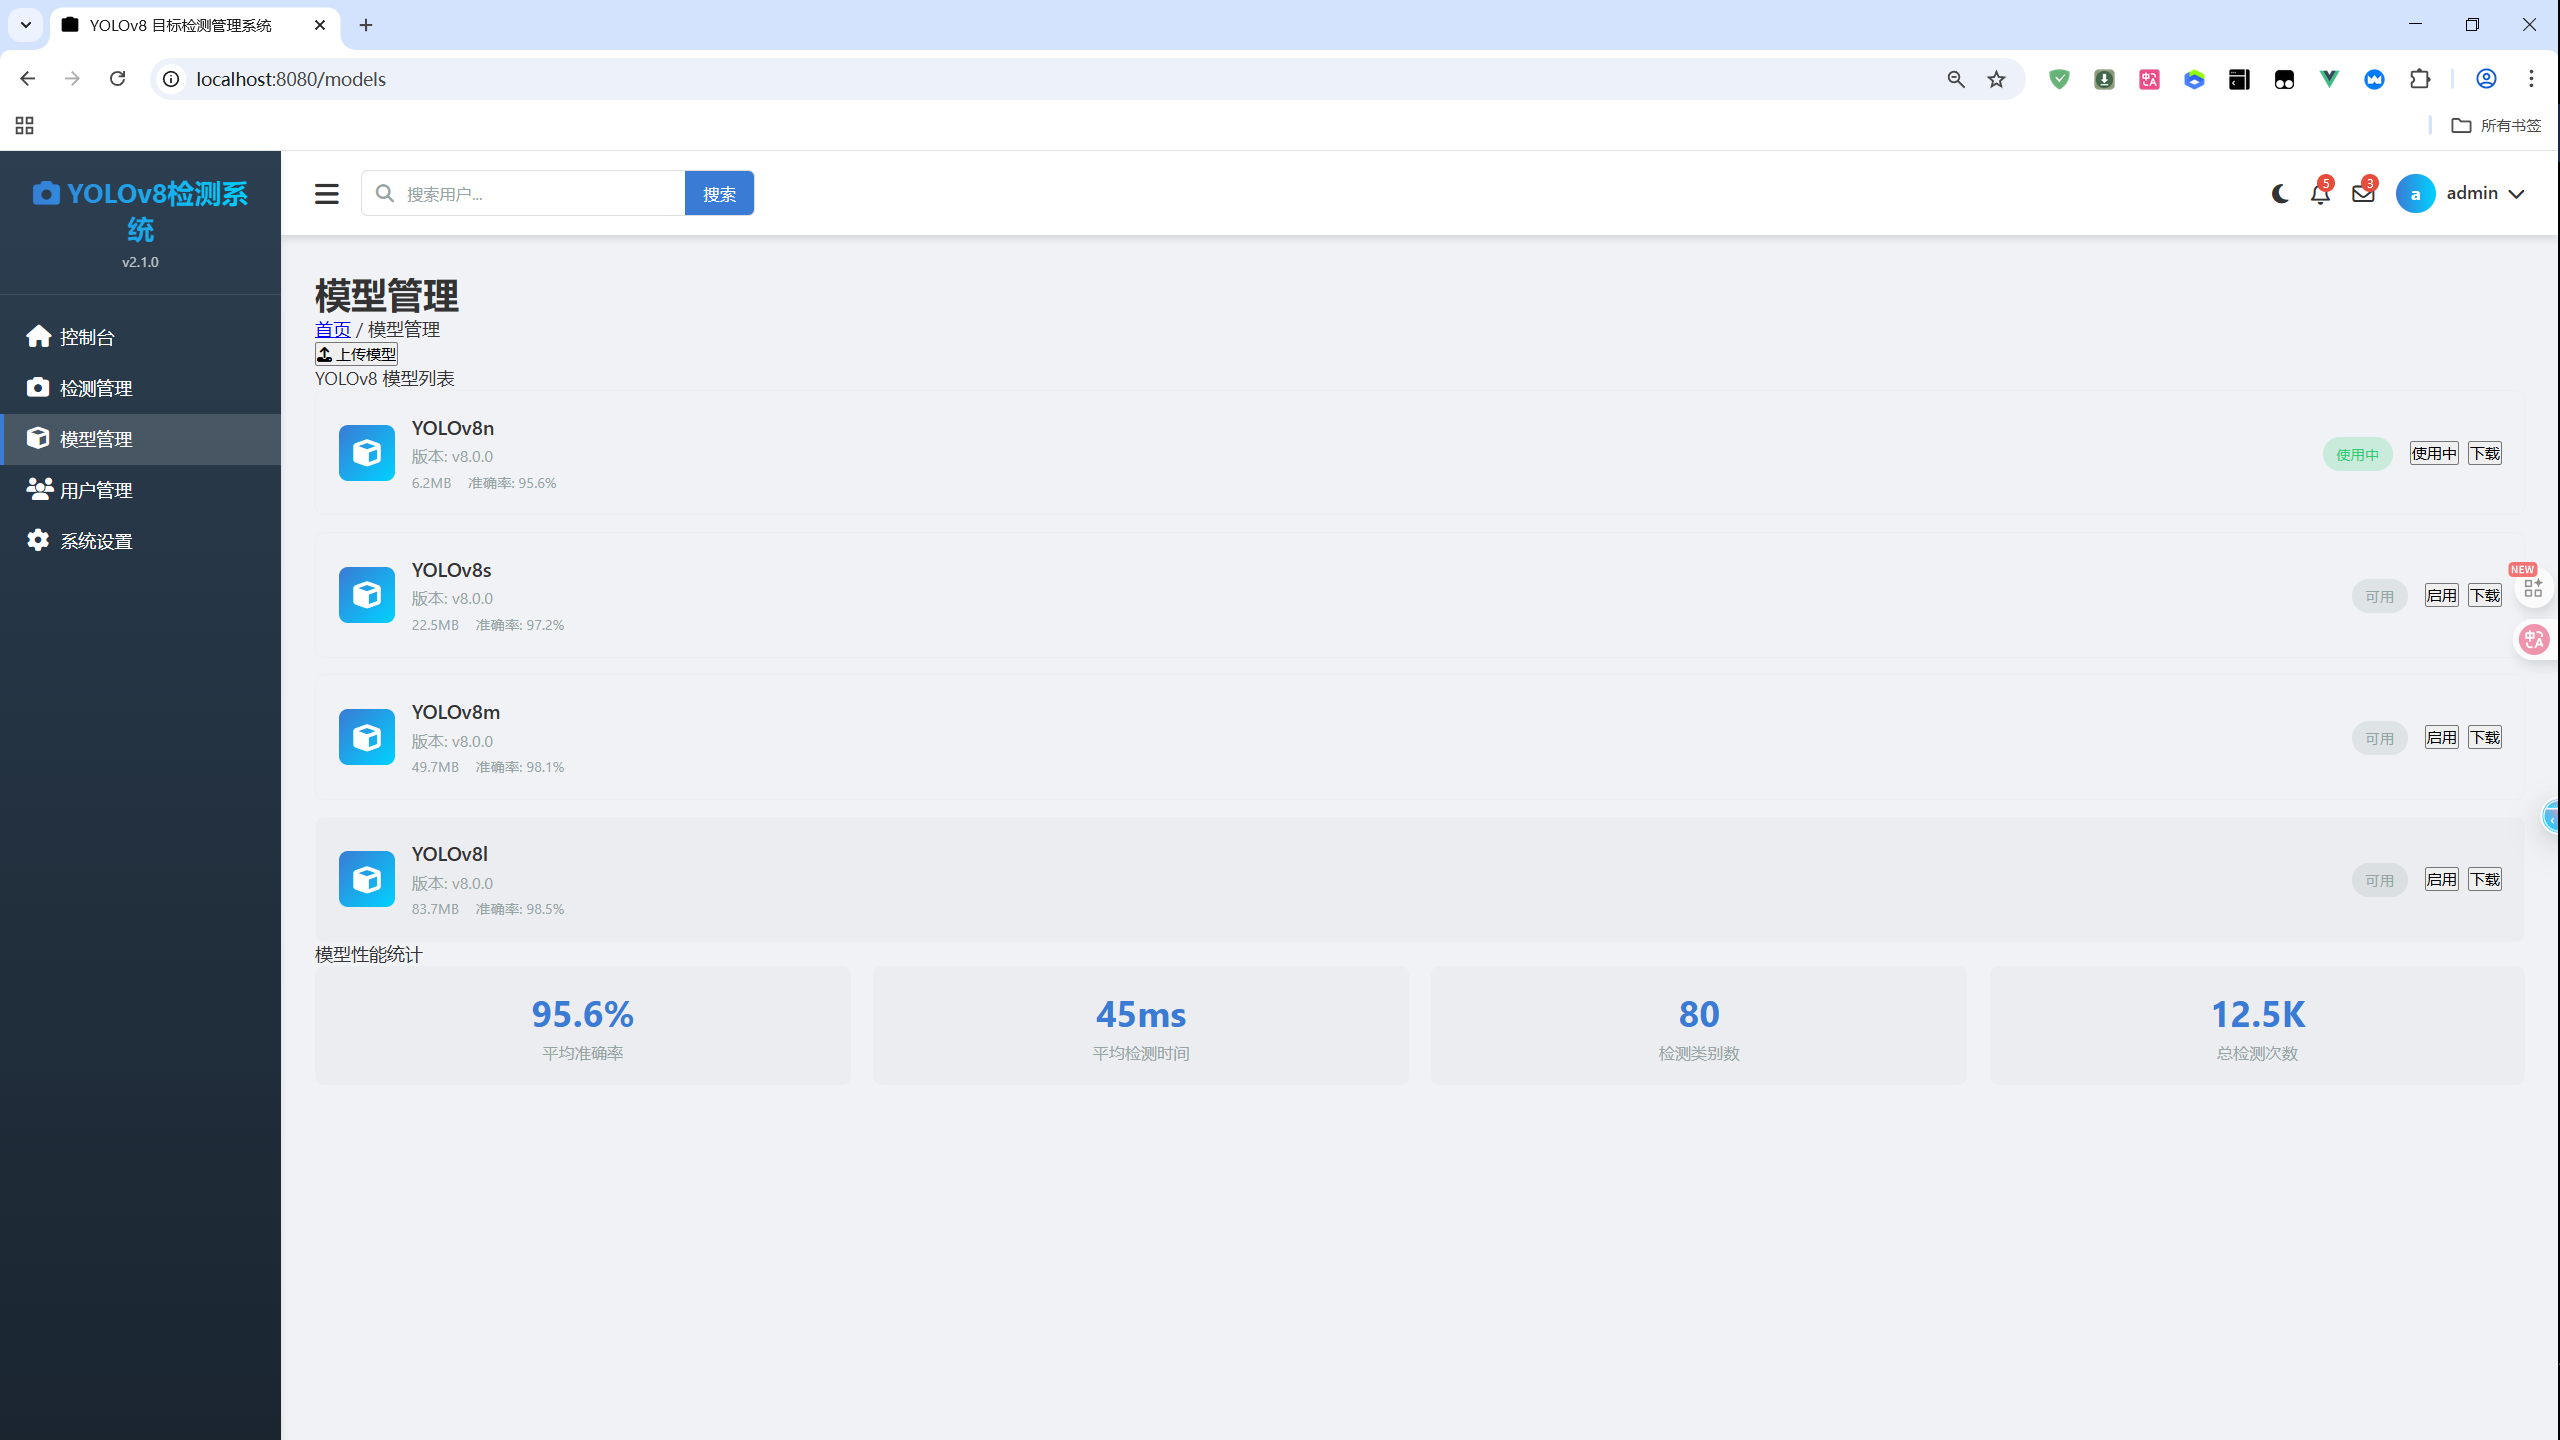 YOLOv8 目标检测管理系统
localhost:8080/models
所有书签
YOLOv8检测系
统
v2.1.0
搜索用户...
搜索
5
3
a
admin
控制台
检测管理
模型管理
用户管理
系统设置
模型管理
首页 / 模型管理
上传模型
YOLOv8 模型列表
YOLOv8n
版本: v8.0.0
6.2MB 准确率: 95.6%
使用中
使用中
下载
YOLOv8s
版本: v8.0.0
22.5MB 准确率: 97.2%
可用
启用
下载
NEW
中A
YOLOv8m
版本: v8.0.0
49.7MB 准确率: 98.1%
可用
启用
下载
YOLOv8l
版本: v8.0.0
83.7MB 准确率: 98.5%
可用
启用
下载
模型性能统计
95.6%
平均准确率
45ms
平均检测时间
80
检测类别数
12.5K
总检测次数